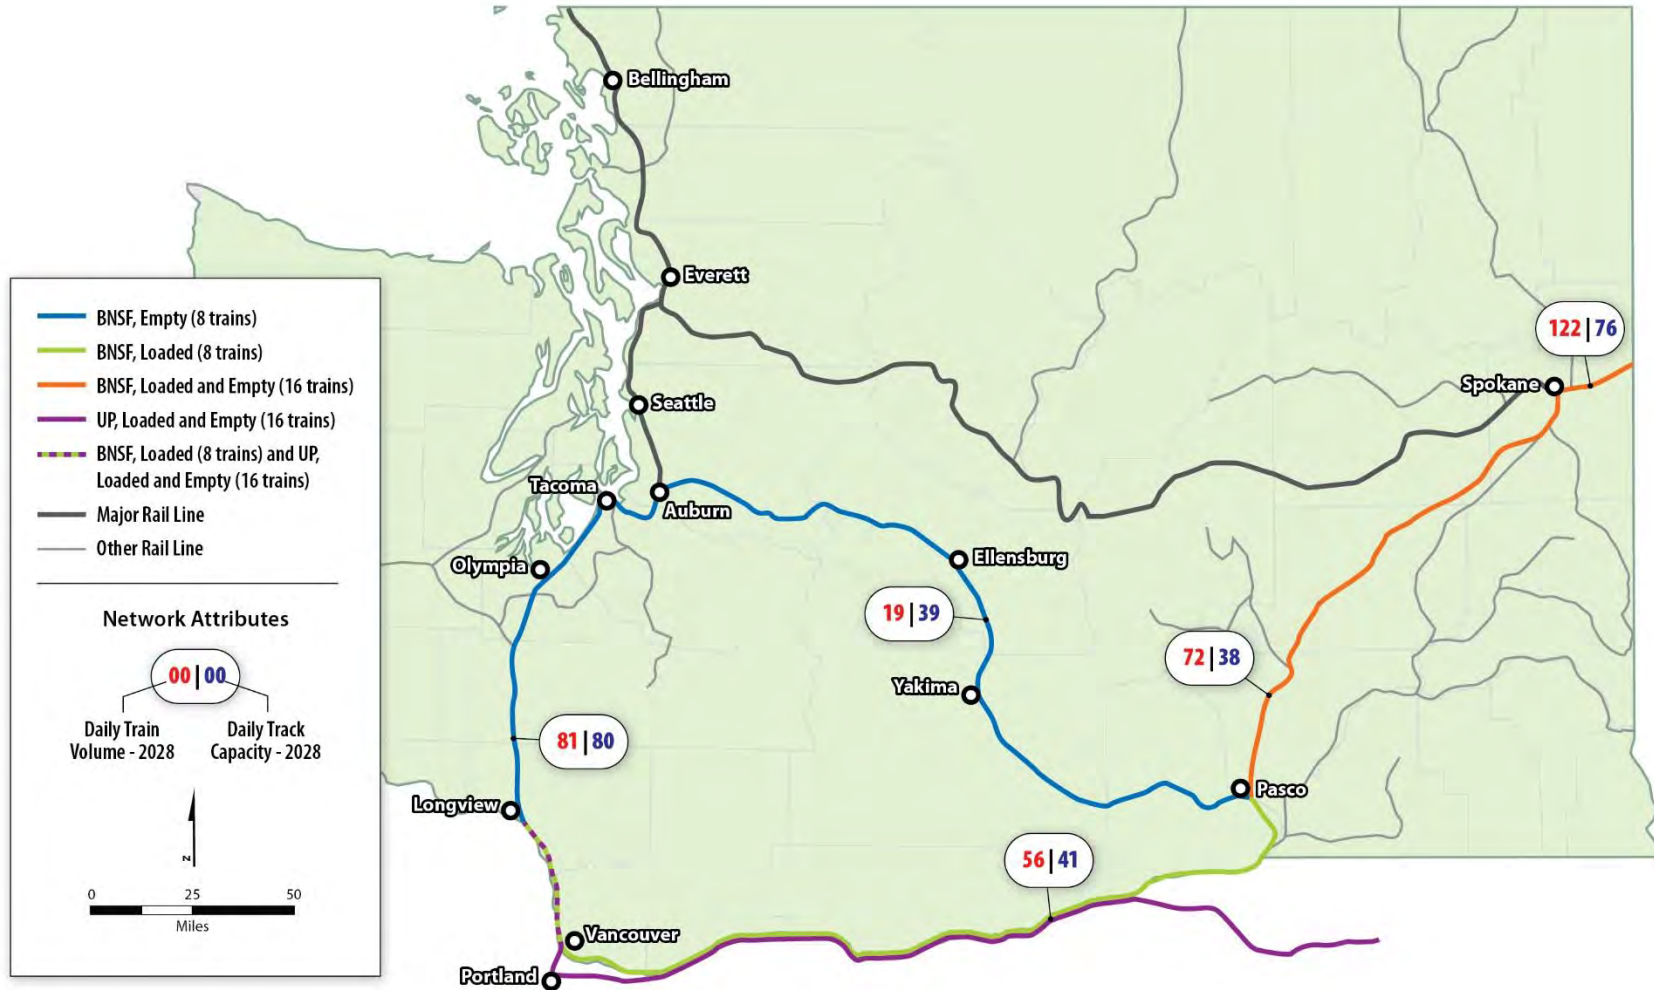 Bellingham
Everett
Seattle
Tacoma
Auburn
Olympia
Ellensburg
Yakima
Spokane
Pasco
Longview
Vancouver
Portland
122|76
19|39
72|38
81|80
56|41
BNSF, Empty (8 trains)
BNSF, Loaded (8 trains)
BNSF, Loaded and Empty (16 trains)
UP, Loaded and Empty (16 trains)
BNSF, Loaded (8 trains) and UP,
Loaded and Empty (16 trains)
Major Rail Line
Other Rail Line
Network Attributes
00|00
Daily Train
Volume - 2028
Daily Track
Capacity - 2028
N
0 25 50
Miles